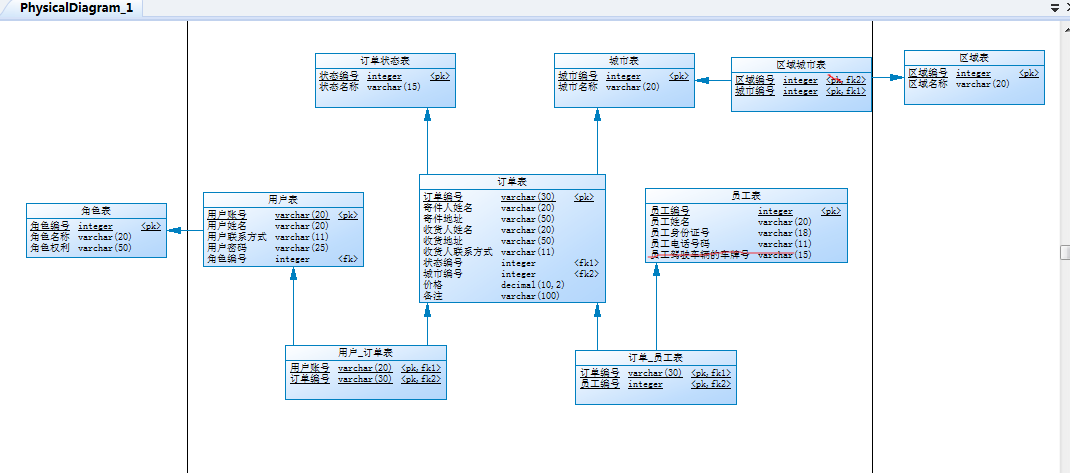 PhysicalDiagram_1
订单状态表
状态编号 integer <pk>
状态名称 varchar(15)
城市表
城市编号 integer <pk>
城市名称 varchar(20)
区域城市表
区域编号 integer <pk,fk2>
城市编号 integer <pk,fk1>
区域表
区域编号 integer <pk>
区域名称 varchar(20)
角色表
角色编号 integer <pk>
角色名称 varchar(20)
角色权利 varchar(50)
用户表
用户账号 varchar(20) <pk>
用户姓名 varchar(20)
用户联系方式 varchar(11)
用户密码 varchar(25)
角色编号 integer <fk>
订单表
订单编号 varchar(30) <pk>
寄件人姓名 varchar(20)
寄件地址 varchar(50)
收货人姓名 varchar(20)
收货地址 varchar(50)
收货人联系方式 varchar(11)
状态编号 integer <fk1>
城市编号 integer <fk2>
价格 decimal(10,2)
备注 varchar(100)
员工表
员工编号 integer <pk>
员工姓名 varchar(20)
员工身份证号 varchar(18)
员工电话号码 varchar(11)
员工驾驶车辆的车牌号 varchar(15)
用户_订单表
用户账号 varchar(20) <pk,fk1>
订单编号 varchar(30) <pk,fk2>
订单_员工表
订单编号 varchar(30) <pk,fk1>
员工编号 integer <pk,fk2>